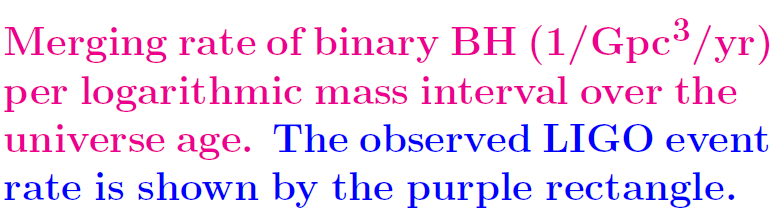 Merging rate of binary BH (1/Gpc³/yr)
per logarithmic mass interval over the
universe age. The observed LIGO event
rate is shown by the purple rectangle.